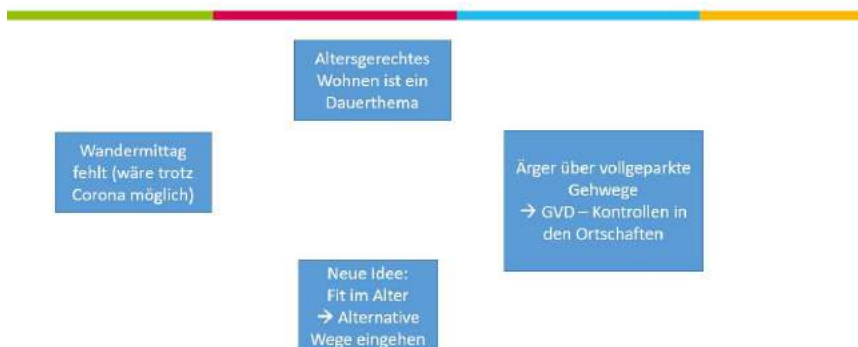 Altersgerechtes
Wohnen ist ein
Dauerthema
Wandermittag
fehlt (wäre trotz
Corona möglich)
Ärger über vollgeparkte
Gehwege
→ GVD – Kontrollen in
den Ortschaften
Neue Idee:
Fit im Alter
→ Alternative
Wege eingehen